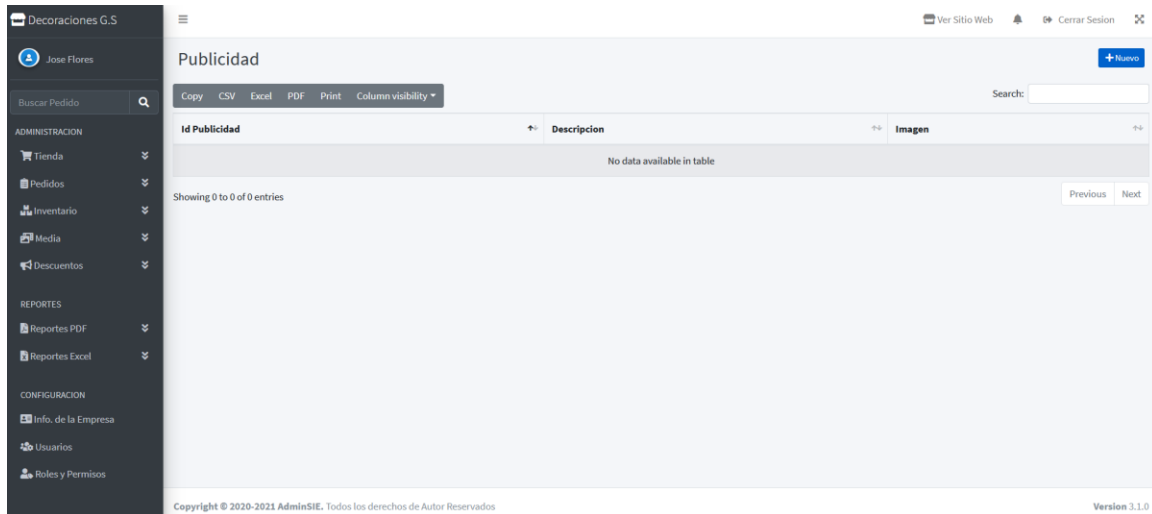 Decoraciones G.S
Ver Sitio Web
Cerrar Sesion
Jose Flores
Publicidad
Nuevo
Buscar Pedido
Copy CSV Excel PDF Print Column visibility
Search:
ADMINISTRACION
Id Publicidad Descripcion Imagen
Tienda
No data available in table
Pedidos
Showing 0 to 0 of 0 entries
Previous Next
Inventario
Media
Descuentos
REPORTES
Reportes PDF
Reportes Excel
CONFIGURACION
Info. de la Empresa
Usuarios
Roles y Permisos
Copyright © 2020-2021 AdminSIE. Todos los derechos de Autor Reservados
Version 3.1.0